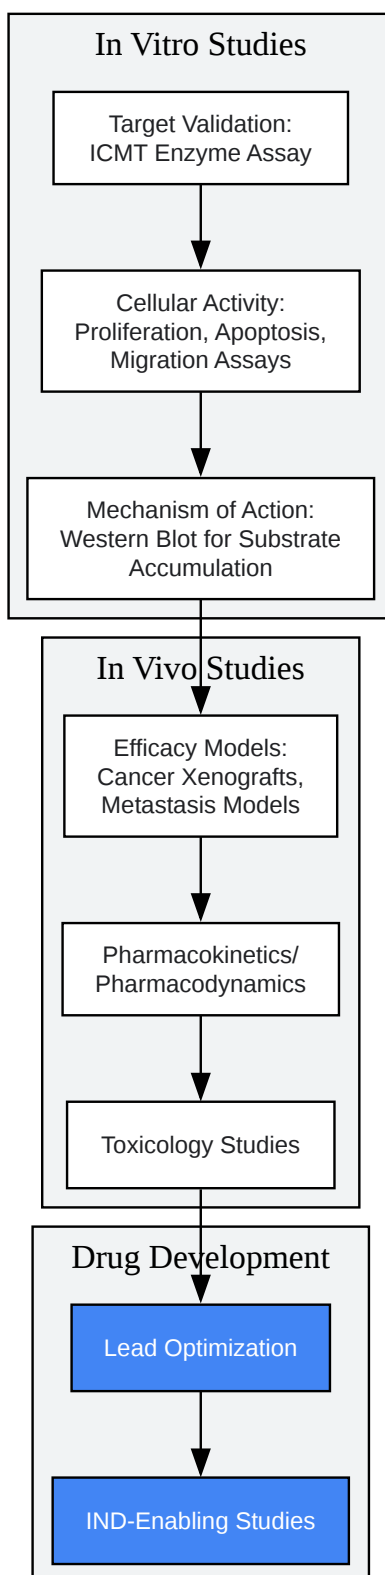 In Vitro Studies
Target Validation:
ICMT Enzyme Assay
Cellular Activity:
Proliferation, Apoptosis,
Migration Assays
Mechanism of Action:
Western Blot for Substrate
Accumulation
In Vivo Studies
Efficacy Models:
Cancer Xenografts,
Metastasis Models
Pharmacokinetics/
Pharmacodynamics
Toxicology Studies
Drug Development
Lead Optimization
IND-Enabling Studies